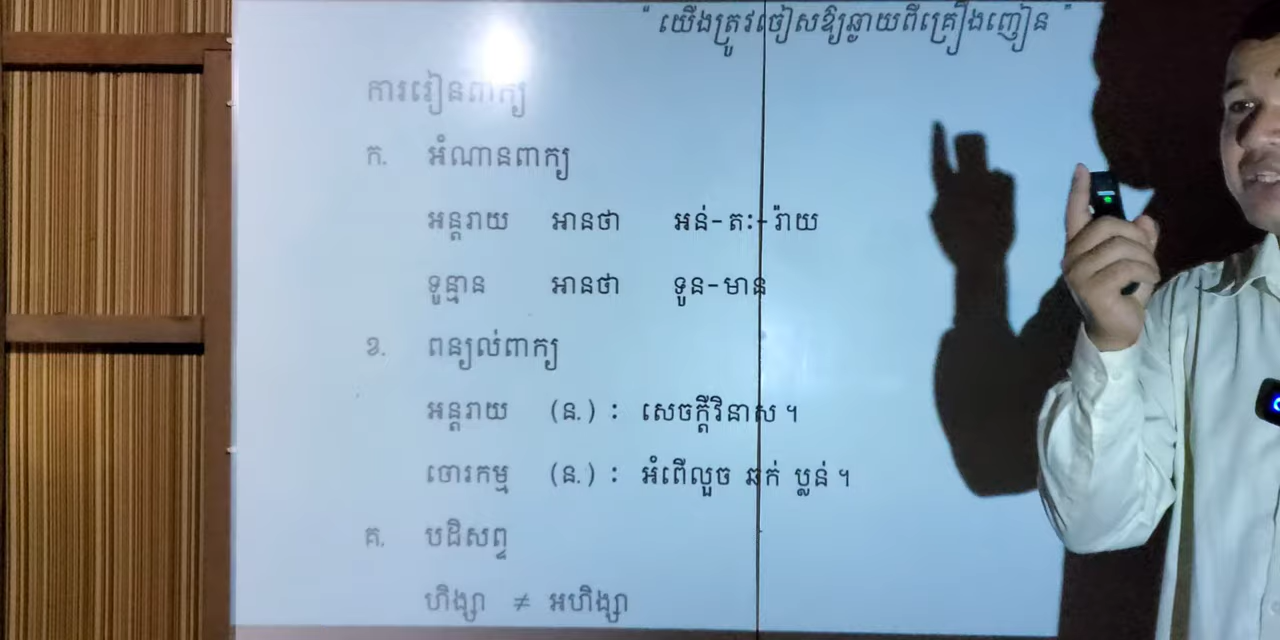 " យើងត្រូវចៀសឱ្យឆ្ងាយពីគ្រឿងញៀន "
ការរៀនពាក្យ
ក. អំណានពាក្យ
អន្តរាយ អានថា អន់-តៈ-រ៉ាយ
ទូន្មាន អានថា ទូន-មាន
ខ. ពន្យល់ពាក្យ
អន្តរាយ (ន.) : សេចក្តីវិនាស ។
ចោរកម្ម (ន.) : អំពើលួច ឆក់ ប្លន់ ។
គ. បដិសព្ទ
ហិង្សា ≠ អហិង្សា